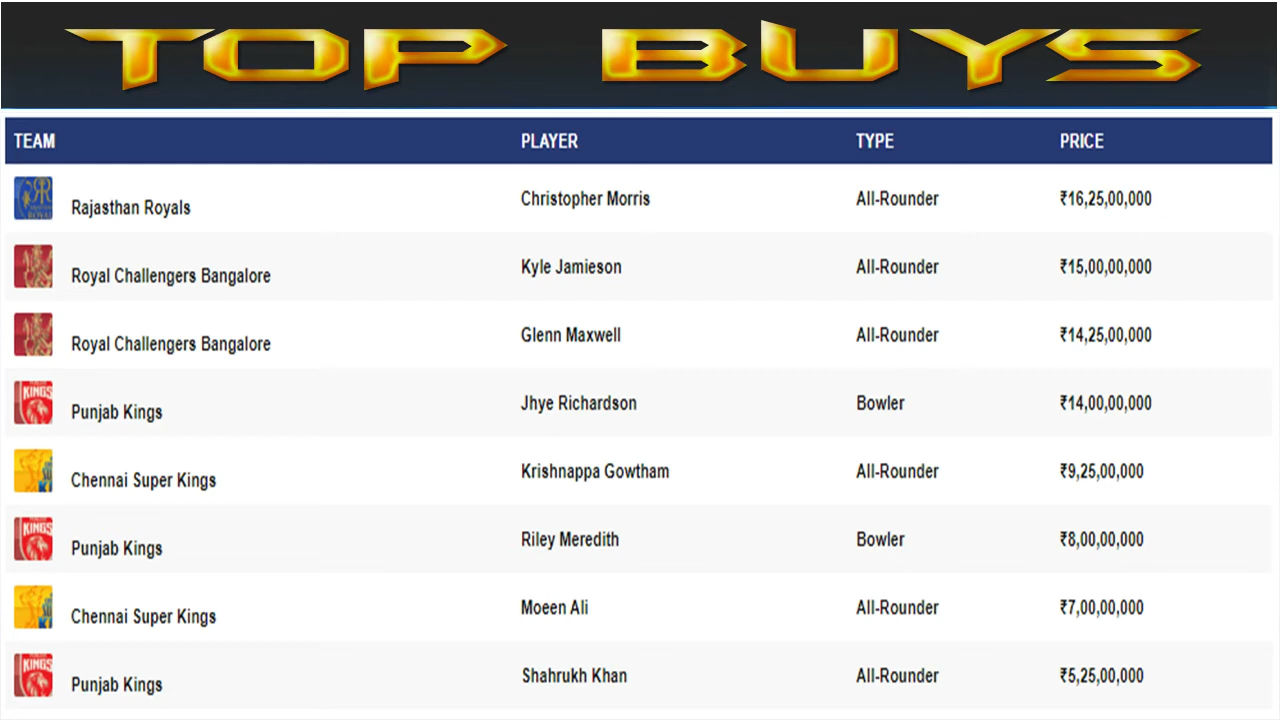 TOP BUYS
TEAM PLAYER TYPE PRICE
Rajasthan Royals Christopher Morris All-Rounder ₹16,25,00,000
Royal Challengers Bangalore Kyle Jamieson All-Rounder ₹15,00,00,000
Royal Challengers Bangalore Glenn Maxwell All-Rounder ₹14,25,00,000
KINGS Punjab Kings Jhye Richardson Bowler ₹14,00,00,000
Chennai Super Kings Krishnappa Gowtham All-Rounder ₹9,25,00,000
KINGS Punjab Kings Riley Meredith Bowler ₹8,00,00,000
Chennai Super Kings Moeen Ali All-Rounder ₹7,00,00,000
KINGS Punjab Kings Shahrukh Khan All-Rounder ₹5,25,00,000